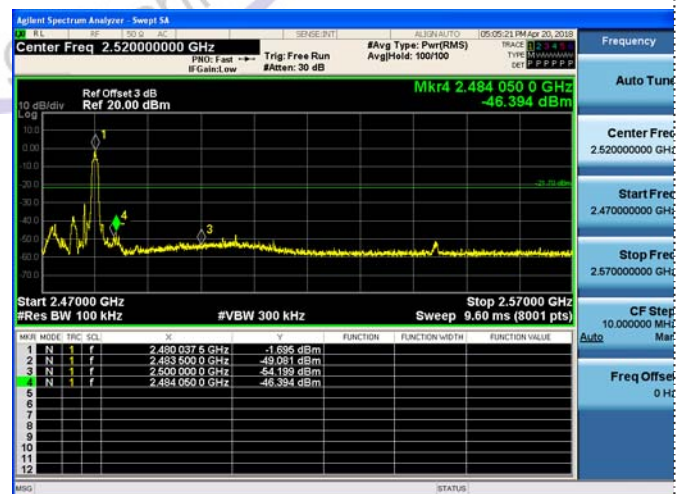 Agilent Spectrum Analyzer - Swept SA
RL RF 50 Ω AC SENSE:INT ALIGN AUTO 05:05:21 PM Apr 20, 2018
Center Freq 2.520000000 GHz
PNO: Fast
IFGain:Low
Trig: Free Run
#Atten: 30 dB
#Avg Type: Pwr(RMS)
Avg|Hold: 100/100
TRACE 1 2 3 4 5 6
TYPE M
DET P P P P P P
Mkr4 2.484 050 0 GHz
-46.394 dBm
Ref Offset 3 dB
10 dB/div Ref 20.00 dBm
Log
10.0
0.00
-10.0
-20.0
-30.0
-40.0
-50.0
-60.0
-70.0
1
4
3
-21.70 dBm
Start 2.47000 GHz Stop 2.57000 GHz
#Res BW 100 kHz #VBW 300 kHz Sweep 9.60 ms (8001 pts)
MKR MODE TRC SCL X Y FUNCTION FUNCTION WIDTH FUNCTION VALUE
1 N 1 f 2.480 037 5 GHz -1.695 dBm
2 N 1 f 2.483 500 0 GHz -49.081 dBm
3 N 1 f 2.500 000 0 GHz -54.199 dBm
4 N 1 f 2.484 050 0 GHz -46.394 dBm
5
6
7
8
9
10
11
12
MSG STATUS
Frequency
Auto Tune
Center Freq
2.520000000 GHz
Start Freq
2.470000000 GHz
Stop Freq
2.570000000 GHz
CF Step
10.000000 MHz
Auto Man
Freq Offset
0 Hz